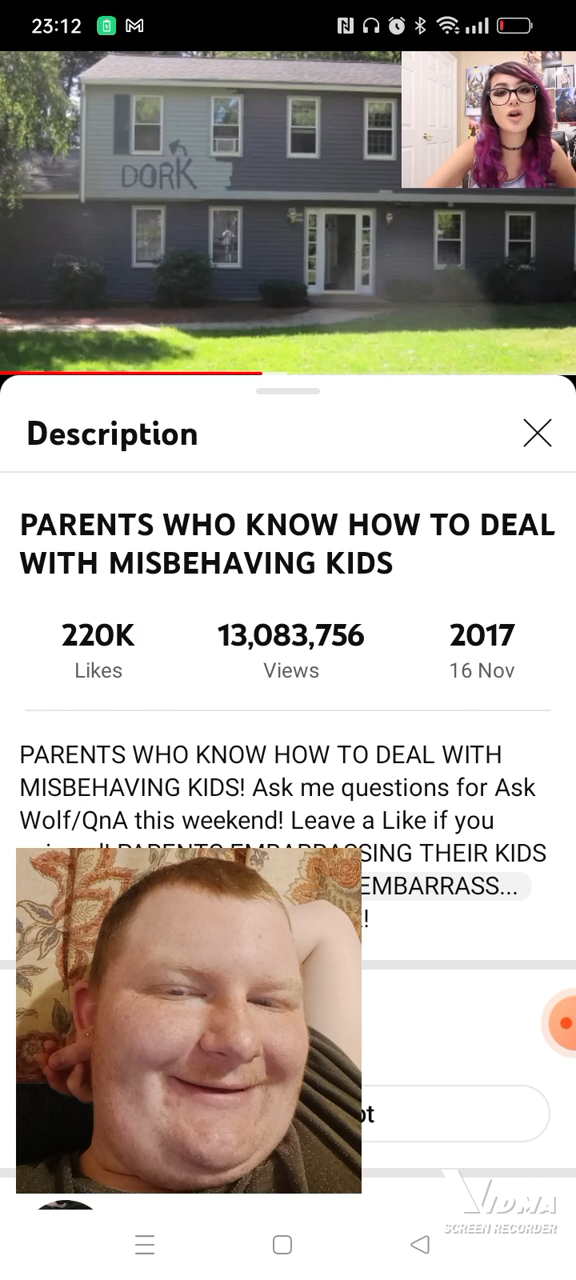 23:12
DORK
Description
PARENTS WHO KNOW HOW TO DEAL
WITH MISBEHAVING KIDS
220K
13,083,756
2017
Likes
Views
16 Nov
PARENTS WHO KNOW HOW TO DEAL WITH
MISBEHAVING KIDS! Ask me questions for Ask
Wolf/QnA this weekend! Leave a Like if you
PARENTS EMBARRASSING THEIR KIDS
EMBARRASS...
!
VIDMA
SCREEN RECORDER